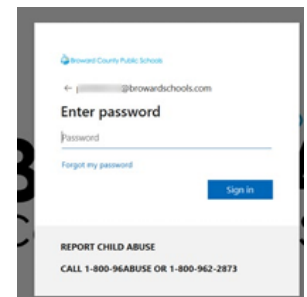 Broward County Public Schools
@browardschools.com
Enter password
Password
Forgot my password
Sign in
REPORT CHILD ABUSE
CALL 1-800-96ABUSE OR 1-800-962-2873